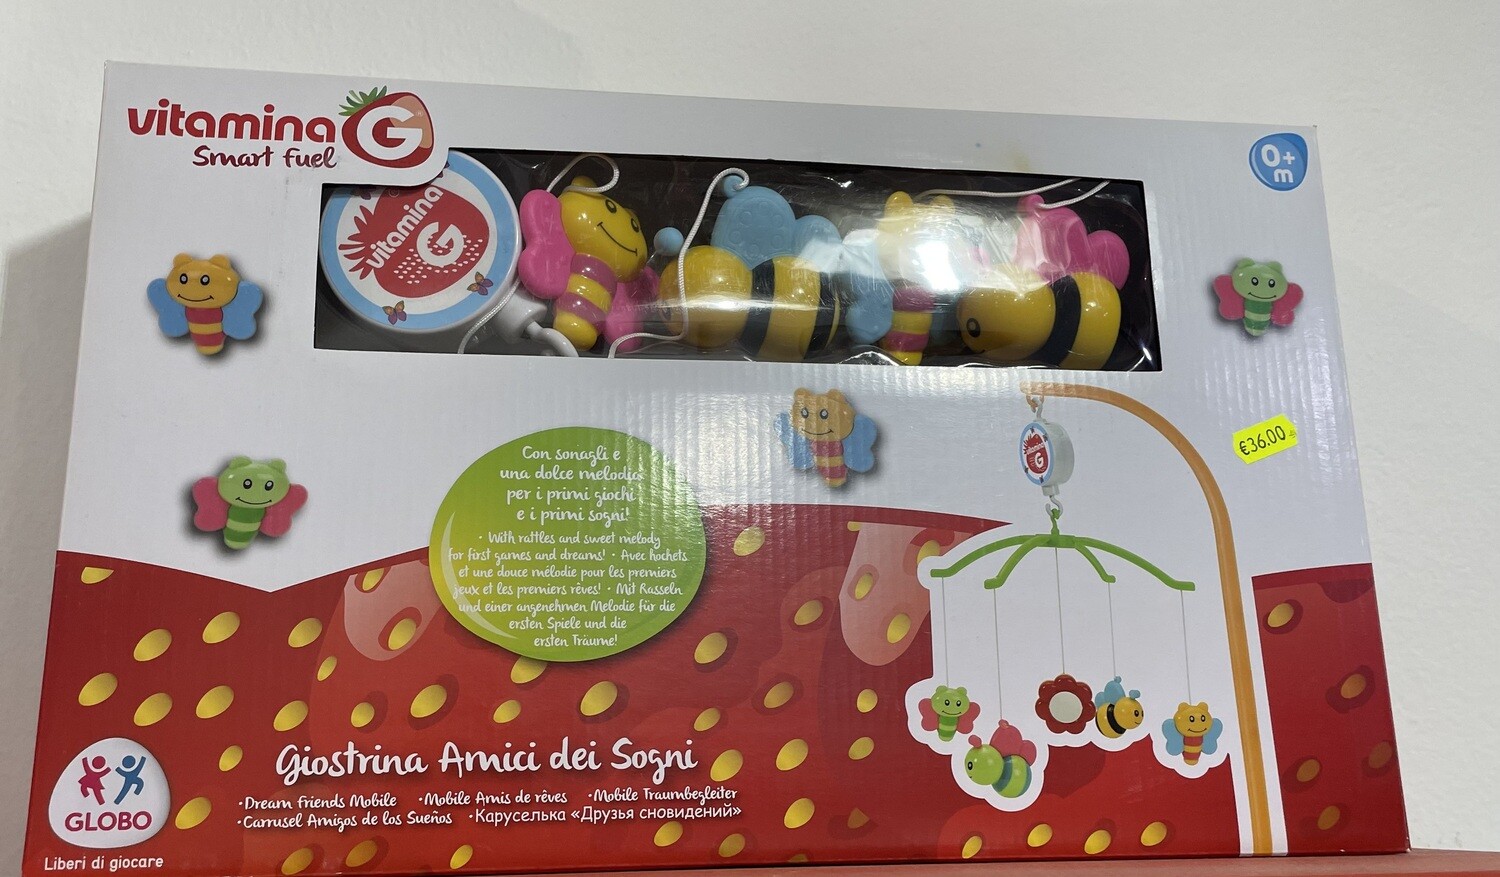 vitamina G
Smart fuel
vitamina
G
0+
m
€36.00
G
Con sonagli e
una dolce melodia
per i primi giochi
e i primi sogni!
• With rattles and sweet melody
for first games and dreams! • Avec hochets
et une douce mélodie pour les premiers
jeux et les premiers rêves! • Mit Rasseln
und einer angenehmen Melodie für die
ersten Spiele und die
ersten Träume!
Giostrina Amici dei Sogni
•Dream Friends Mobile •Mobile Amis de rêves •Mobile Traumbegleiter
•Carrusel Amigos de los Sueños •Каруселька «Друзья сновидений»
GLOBO
Liberi di giocare